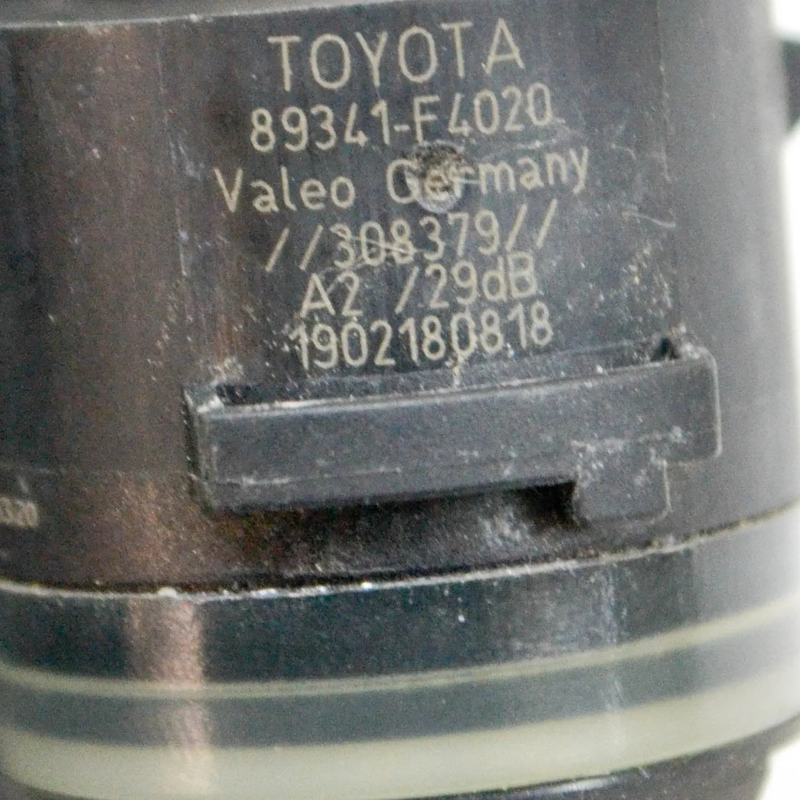 TOYOTA
89341-F4020
Valeo Germany
//308379//
A2 /29dB
1902180818